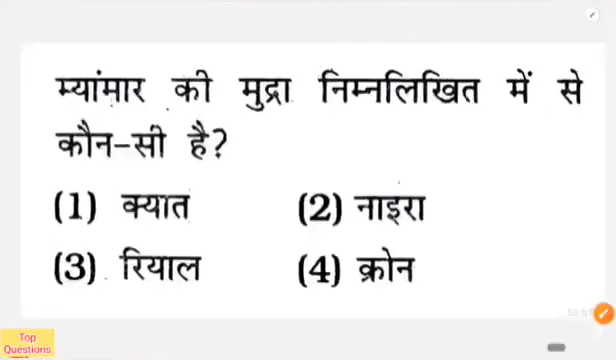 म्यांमार की मुद्रा निम्नलिखित में से
कौन-सी है?
(1) क्यात (2) नाइरा
(3) रियाल (4) क्रोन
Top
Questions